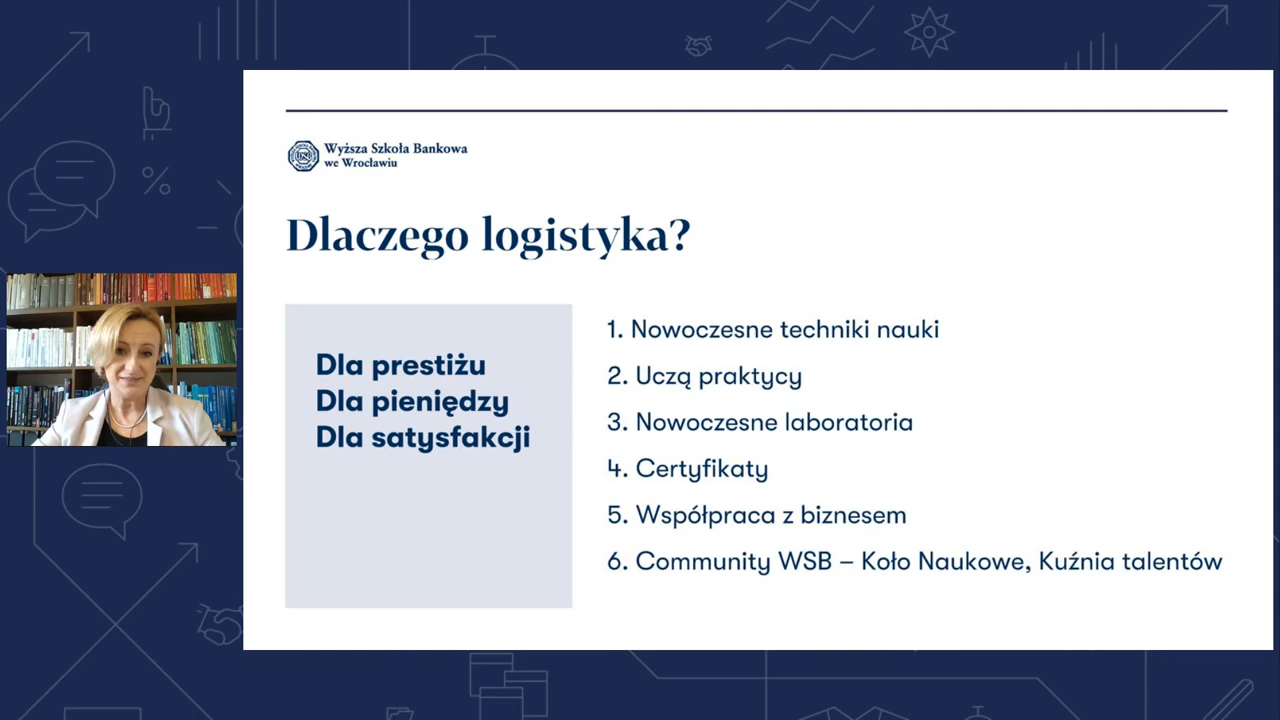 Wyższa Szkoła Bankowa
we Wrocławiu
Dlaczego logistyka?
Dla prestiżu
Dla pieniędzy
Dla satysfakcji
1. Nowoczesne techniki nauki
2. Uczą praktycy
3. Nowoczesne laboratoria
4. Certyfikaty
5. Współpraca z biznesem
6. Community WSB – Koło Naukowe, Kuźnia talentów